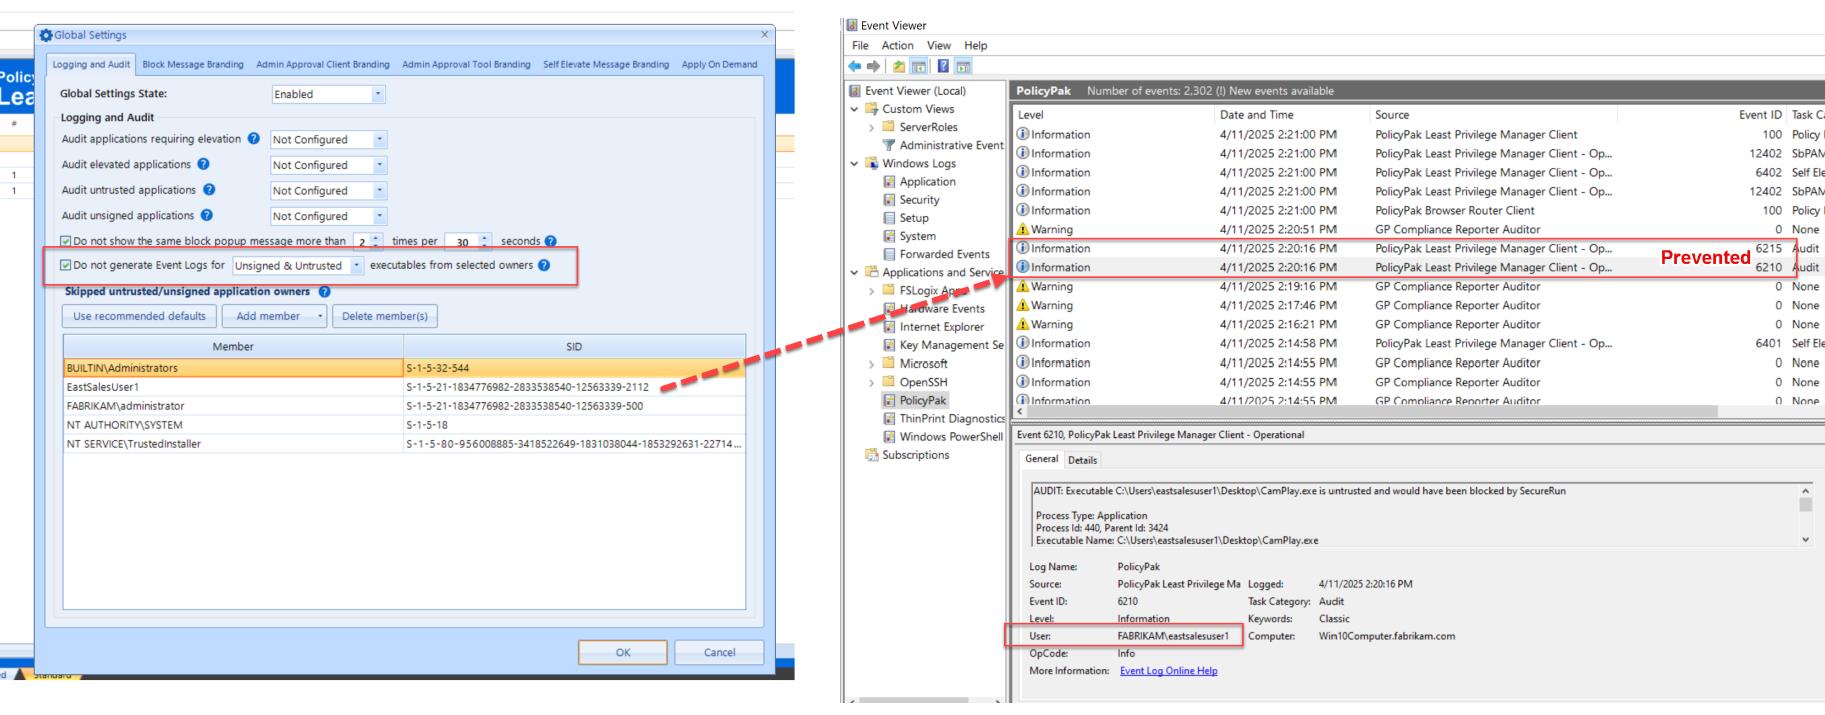 Global Settings
Policy
Lea
#
1
1
Logging and Audit
Block Message Branding
Admin Approval Client Branding
Admin Approval Tool Branding
Self Elevate Message Branding
Apply On Demand
Global Settings State:
Enabled
Logging and Audit
Audit applications requiring elevation
Not Configured
Audit elevated applications
Not Configured
Audit untrusted applications
Not Configured
Audit unsigned applications
Not Configured
Do not show the same block popup message more than 2 times per 30 seconds
Do not generate Event Logs for Unsigned & Untrusted executables from selected owners
Skipped untrusted/unsigned application owners
Use recommended defaults
Add member
Delete member(s)
Member SID
BUILTIN\Administrators S-1-5-32-544
EastSalesUser1 S-1-5-21-1834776982-2833538540-12563339-2112
FABRIKAM\administrator S-1-5-21-1834776982-2833538540-12563339-500
NT AUTHORITY\SYSTEM S-1-5-18
NT SERVICE\TrustedInstaller S-1-5-80-956008885-3418522649-1831038044-1853292631-22714...
OK
Cancel
ed
Standard
Event Viewer
File Action View Help
Event Viewer (Local)
Custom Views
ServerRoles
Administrative Event
Windows Logs
Application
Security
Setup
System
Forwarded Events
Applications and Service
FSLogix Apps
Hardware Events
Internet Explorer
Key Management Se
Microsoft
OpenSSH
PolicyPak
ThinPrint Diagnostics
Windows PowerShell
Subscriptions
PolicyPak Number of events: 2,302 (!) New events available
Level Date and Time Source Event ID Task Ca
Information 4/11/2025 2:21:00 PM PolicyPak Least Privilege Manager Client 100 Policy
Information 4/11/2025 2:21:00 PM PolicyPak Least Privilege Manager Client - Op... 12402 SbPAM
Information 4/11/2025 2:21:00 PM PolicyPak Least Privilege Manager Client - Op... 6402 Self Ele
Information 4/11/2025 2:21:00 PM PolicyPak Least Privilege Manager Client - Op... 12402 SbPAM
Information 4/11/2025 2:21:00 PM PolicyPak Browser Router Client 100 Policy
Warning 4/11/2025 2:20:51 PM GP Compliance Reporter Auditor 0 None
Information 4/11/2025 2:20:16 PM PolicyPak Least Privilege Manager Client - Op... 6215 Audit
Prevented
Information 4/11/2025 2:20:16 PM PolicyPak Least Privilege Manager Client - Op... 6210 Audit
Warning 4/11/2025 2:19:16 PM GP Compliance Reporter Auditor 0 None
Warning 4/11/2025 2:17:46 PM GP Compliance Reporter Auditor 0 None
Warning 4/11/2025 2:16:21 PM GP Compliance Reporter Auditor 0 None
Information 4/11/2025 2:14:58 PM PolicyPak Least Privilege Manager Client - Op... 6401 Self Ele
Information 4/11/2025 2:14:55 PM GP Compliance Reporter Auditor 0 None
Information 4/11/2025 2:14:55 PM GP Compliance Reporter Auditor 0 None
Information 4/11/2025 2:14:55 PM GP Compliance Reporter Auditor 0 None
Event 6210, PolicyPak Least Privilege Manager Client - Operational
General Details
AUDIT: Executable C:\Users\eastsalesuser1\Desktop\CamPlay.exe is untrusted and would have been blocked by SecureRun
Process Type: Application
Process Id: 440, Parent Id: 3424
Executable Name: C:\Users\eastsalesuser1\Desktop\CamPlay.exe
Log Name: PolicyPak
Source: PolicyPak Least Privilege Ma Logged: 4/11/2025 2:20:16 PM
Event ID: 6210 Task Category: Audit
Level: Information Keywords: Classic
User: FABRIKAM\eastsalesuser1 Computer: Win10Computer.fabrikam.com
OpCode: Info
More Information: Event Log Online Help